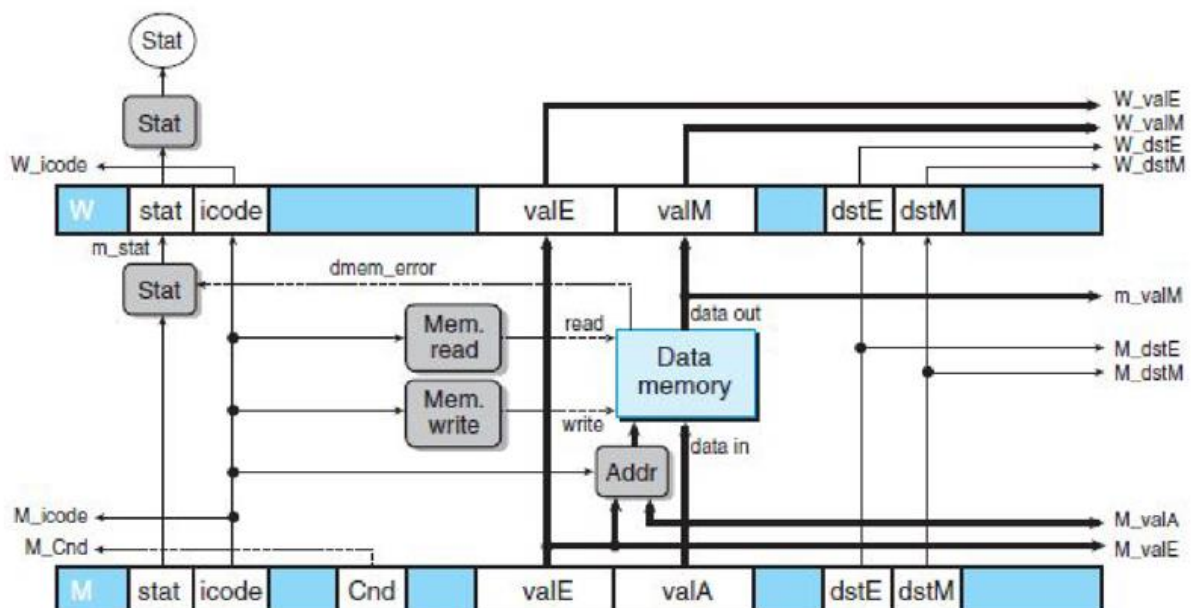 Stat
Stat
W_valE
W_valM
W_dstE
W_icode
W_dstM
W stat icode valE valM dstE dstM
m_stat
dmem_error
Stat
m_valM
data out
Mem. read
read
Data memory
M_dstE
M_dstM
Mem. write
write
data in
Addr
M_icode
M_valA
M_Cnd
M_valE
M stat icode Cnd valE valA dstE dstM